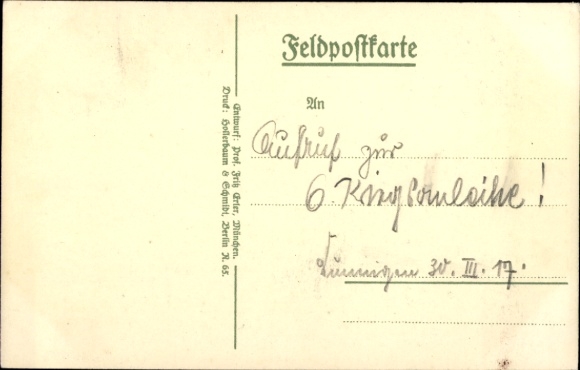 Feldpostkarte
An
Aufruf zur
6. Kriegsanleihe!
30. III. 17.
Entwurf: Prof. Fritz Erler, München.
Druck: Hollerbaum & Schmidt, Berlin N. 65.